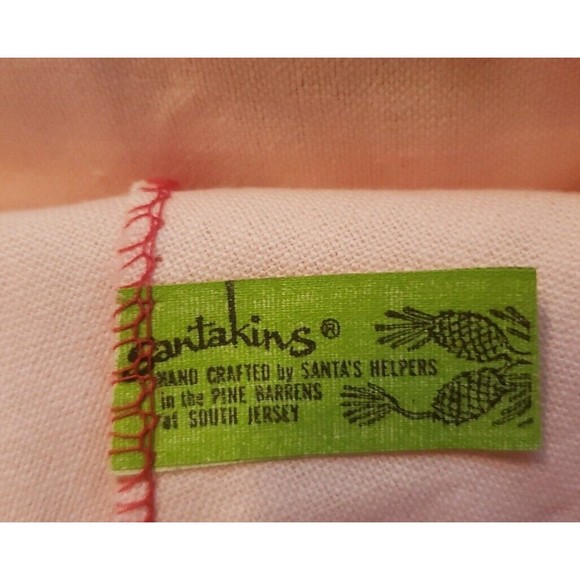 Santakins®
HAND CRAFTED by SANTA'S HELPERS
in the PINE BARRENS
of SOUTH JERSEY